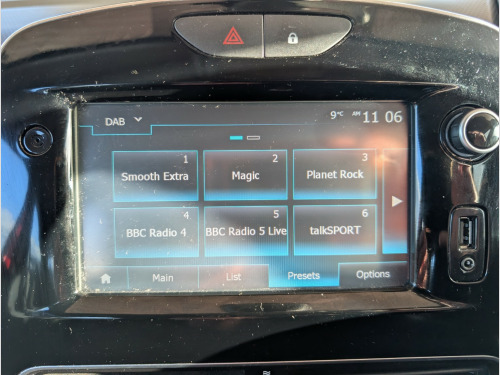 DAB 9°C AM 11 06
1 2 3
Smooth Extra Magic Planet Rock
4 5 6
BBC Radio 4 BBC Radio 5 Live talkSPORT
Main List Presets Options